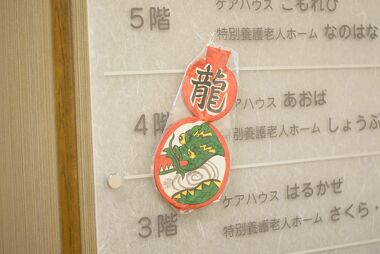 5階
ケアハウス こもれび
特別養護老人ホーム なのはな
龍
4階
ケアハウス あおば
特別養護老人ホーム しょうぶ
3階
ケアハウス はるかぜ
特別養護老人ホーム さくら・